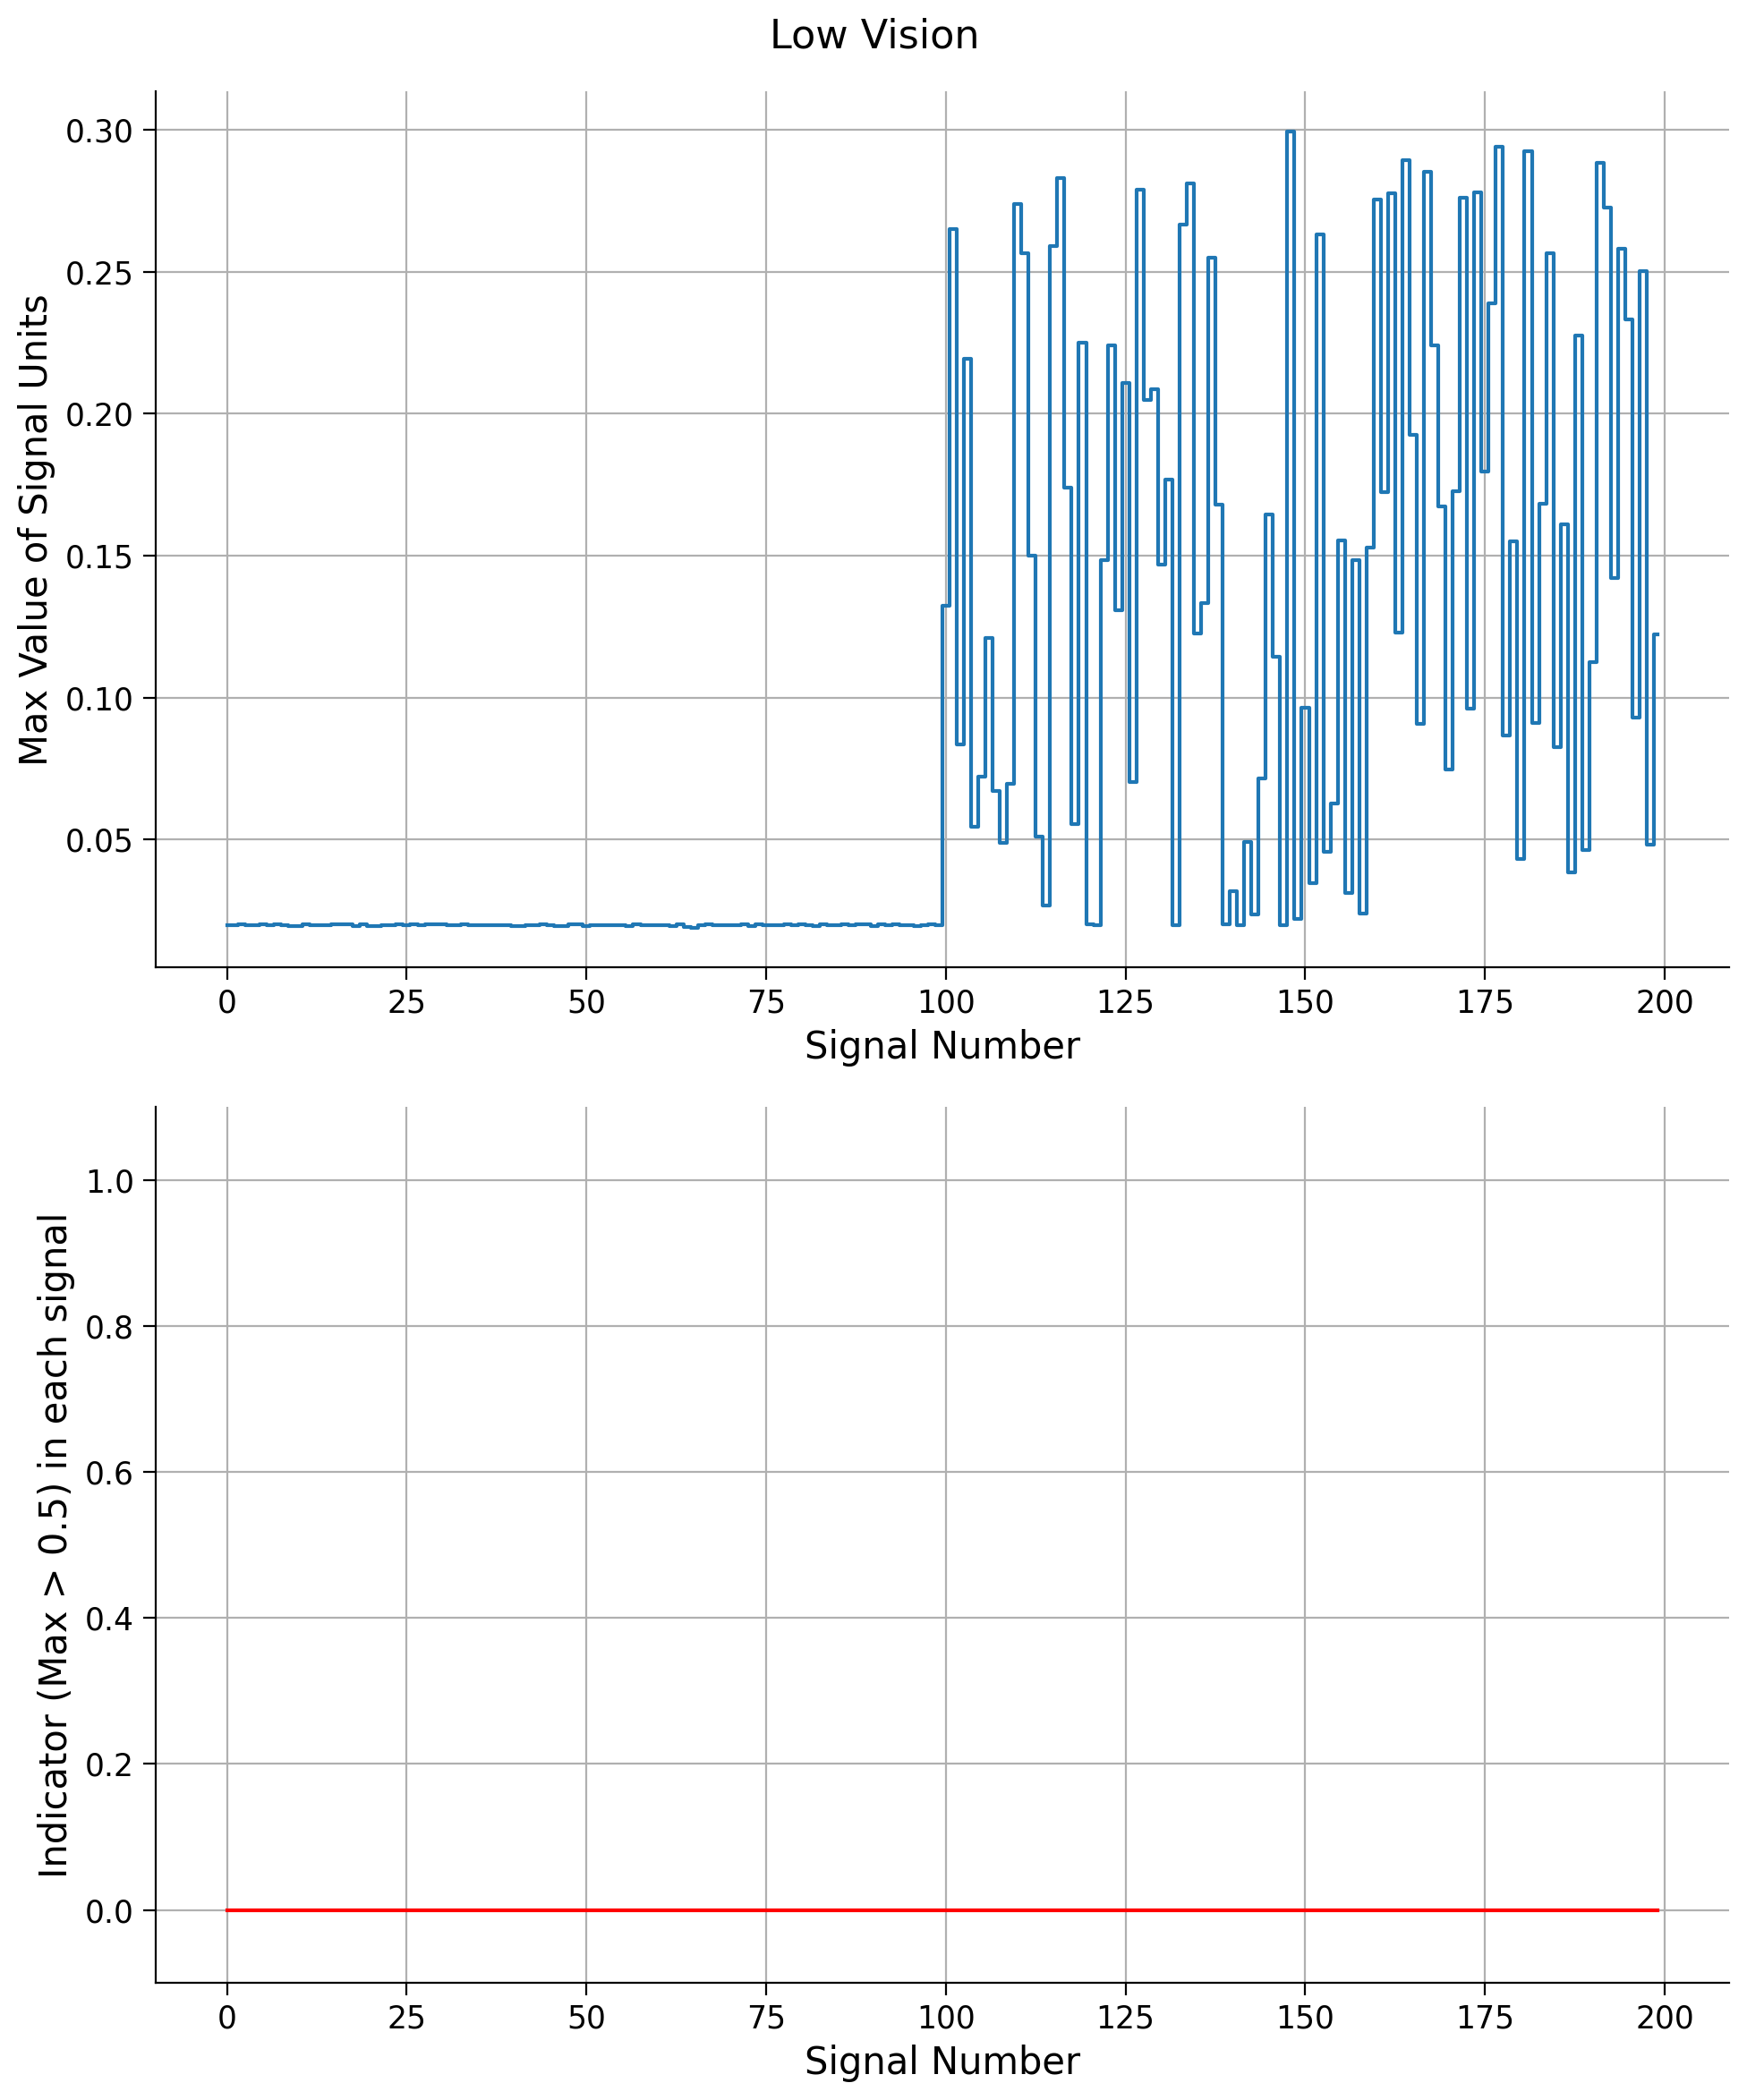 Low Vision
Max Value of Signal Units
0.30
0.25
0.20
0.15
0.10
0.05
0 25 50 75 100 125 150 175 200
Signal Number
Indicator (Max > 0.5) in each signal
1.0
0.8
0.6
0.4
0.2
0.0
0 25 50 75 100 125 150 175 200
Signal Number